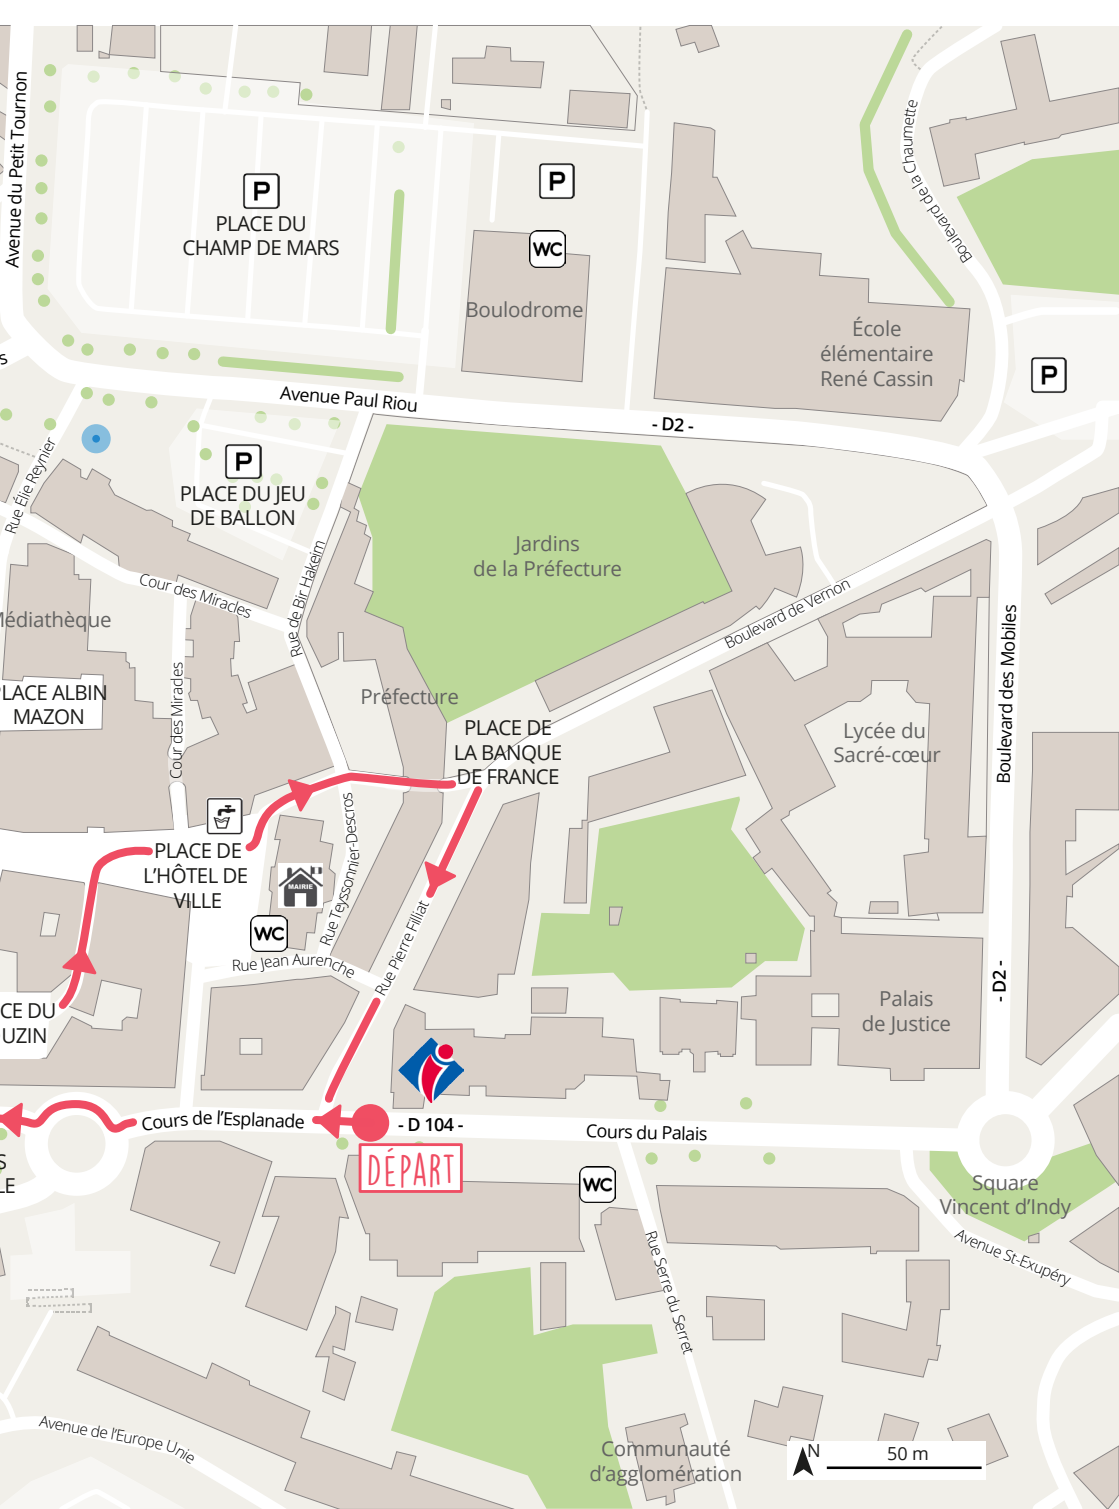 Avenue du Petit Tournon
P
PLACE DU
CHAMP DE MARS
P
WC
Boulodrome
Boulevard de la Chaumette
École
élémentaire
René Cassin
P
s
Avenue Paul Riou
- D2 -
Rue Élie Reynier
P
PLACE DU JEU
DE BALLON
Jardins
de la Préfecture
Cour des Miracles
Rue de Bir Hakeim
Boulevard de Vernon
Médiathèque
PLACE ALBIN
MAZON
Cour des Miracles
Préfecture
PLACE DE
LA BANQUE
DE FRANCE
Lycée du
Sacré-cœur
Boulevard des Mobiles
PLACE DE
L'HÔTEL DE
VILLE
MAIRIE
WC
Rue Teyssonnier-Descros
Rue Jean Aurenche
Rue Pierre Filliat
- D2 -
CE DU
UZIN
Palais
de Justice
Cours de l'Esplanade
- D 104 -
Cours du Palais
DÉPART
S
LE
WC
Square
Vincent d'Indy
Avenue St-Exupéry
Rue Serre du Serret
Avenue de l'Europe Unie
Communauté
d'agglomération
N
50 m